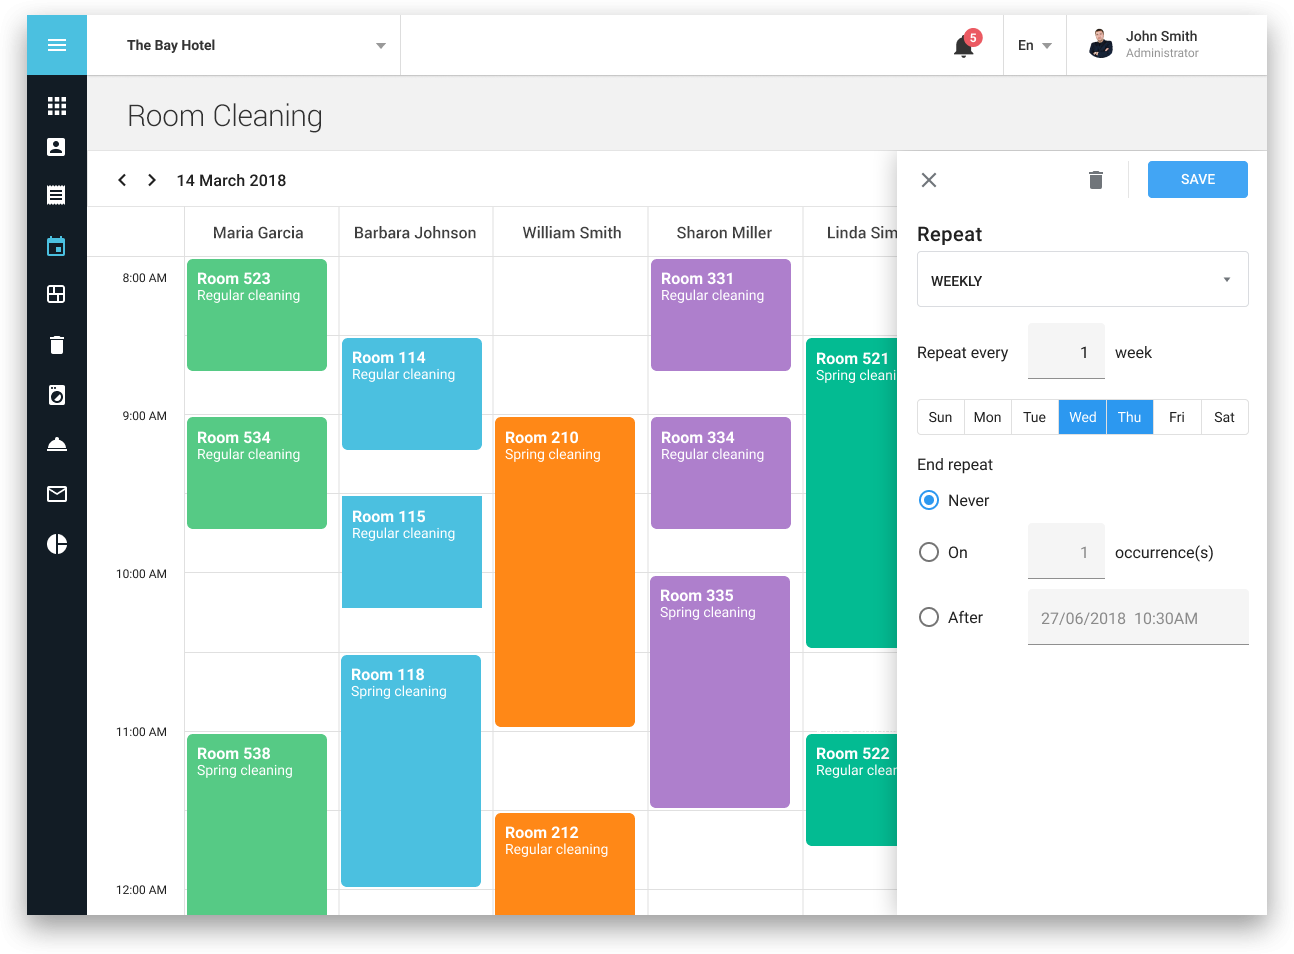 The Bay Hotel
5
En
John Smith
Administrator
Room Cleaning
14 March 2018
SAVE
Maria Garcia
Barbara Johnson
William Smith
Sharon Miller
Linda Sim
Repeat
WEEKLY
Repeat every 1 week
Sun Mon Tue Wed Thu Fri Sat
End repeat
Never
On 1 occurrence(s)
After 27/06/2018 10:30AM
8:00 AM
9:00 AM
10:00 AM
11:00 AM
12:00 AM
Room 523
Regular cleaning
Room 534
Regular cleaning
Room 538
Spring cleaning
Room 114
Regular cleaning
Room 115
Regular cleaning
Room 118
Spring cleaning
Room 210
Spring cleaning
Room 212
Regular cleaning
Room 331
Regular cleaning
Room 334
Regular cleaning
Room 335
Spring cleaning
Room 521
Spring cleani
Room 522
Regular clear